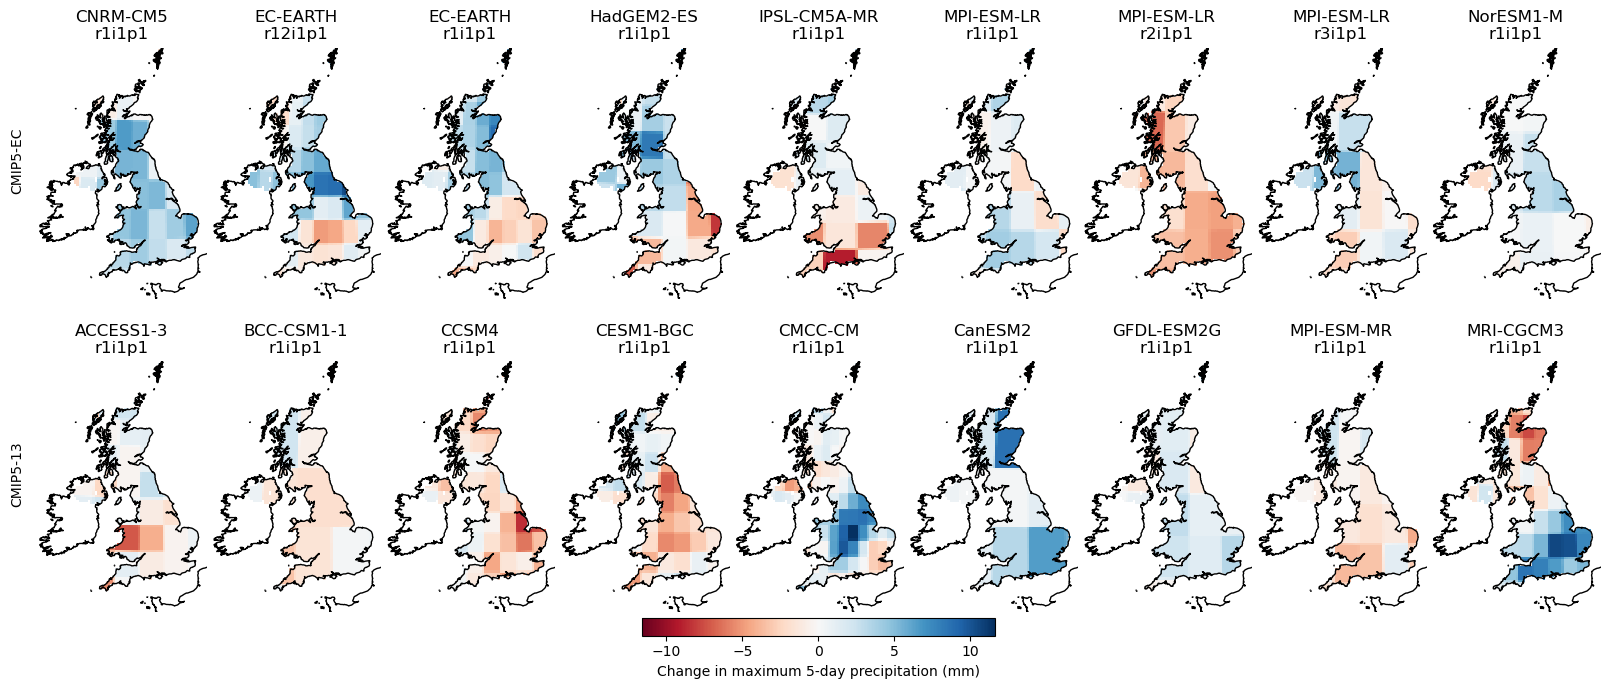 CNRM-CM5
r1i1p1
EC-EARTH
r12i1p1
EC-EARTH
r1i1p1
HadGEM2-ES
r1i1p1
IPSL-CM5A-MR
r1i1p1
MPI-ESM-LR
r1i1p1
MPI-ESM-LR
r2i1p1
MPI-ESM-LR
r3i1p1
NorESM1-M
r1i1p1
CMIP5-EC
ACCESS1-3
r1i1p1
BCC-CSM1-1
r1i1p1
CCSM4
r1i1p1
CESM1-BGC
r1i1p1
CMCC-CM
r1i1p1
CanESM2
r1i1p1
GFDL-ESM2G
r1i1p1
MPI-ESM-MR
r1i1p1
MRI-CGCM3
r1i1p1
CMIP5-13
−10 −5 0 5 10
Change in maximum 5-day precipitation (mm)